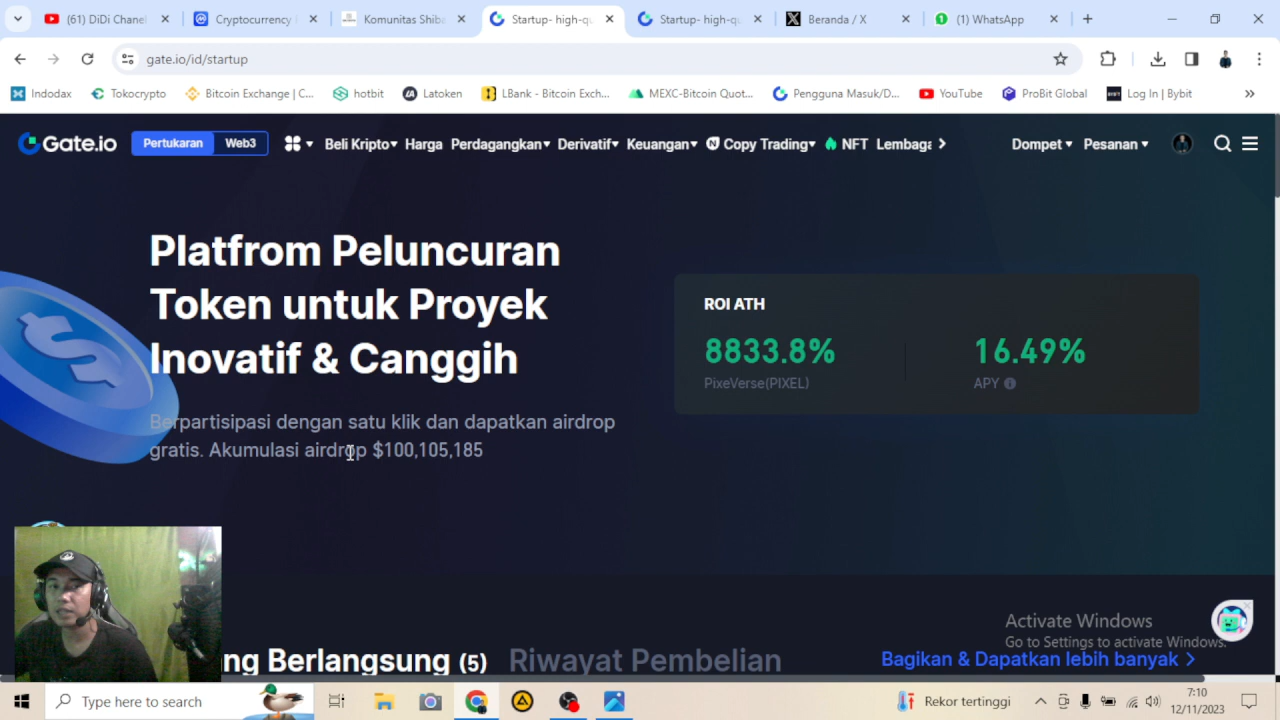 (61) DiDi Chanel
Cryptocurrency
Komunitas Shib
Startup- high-qu
Startup- high-qu
Beranda / X
(1) WhatsApp
gate.io/id/startup
Indodax
Tokocrypto
Bitcoin Exchange | C...
hotbit
Latoken
LBank - Bitcoin Exch...
MEXC-Bitcoin Quot...
Pengguna Masuk/D...
YouTube
ProBit Global
Log In | Bybit
Gate.io
Pertukaran
Web3
Beli Kripto
Harga
Perdagangkan
Derivatif
Keuangan
Copy Trading
NFT
Lembaga
Dompet
Pesanan
Platfrom Peluncuran
Token untuk Proyek
Inovatif & Canggih
Berpartisipasi dengan satu klik dan dapatkan airdrop
gratis. Akumulasi airdrop $100,105,185
ROI ATH
8833.8%
16.49%
PixeVerse(PIXEL)
APY
ng Berlangsung (5)
Riwayat Pembelian
Bagikan & Dapatkan lebih banyak >
Activate Windows
Go to Settings to activate Windows.
Type here to search
Rekor tertinggi
7:10
12/11/2023